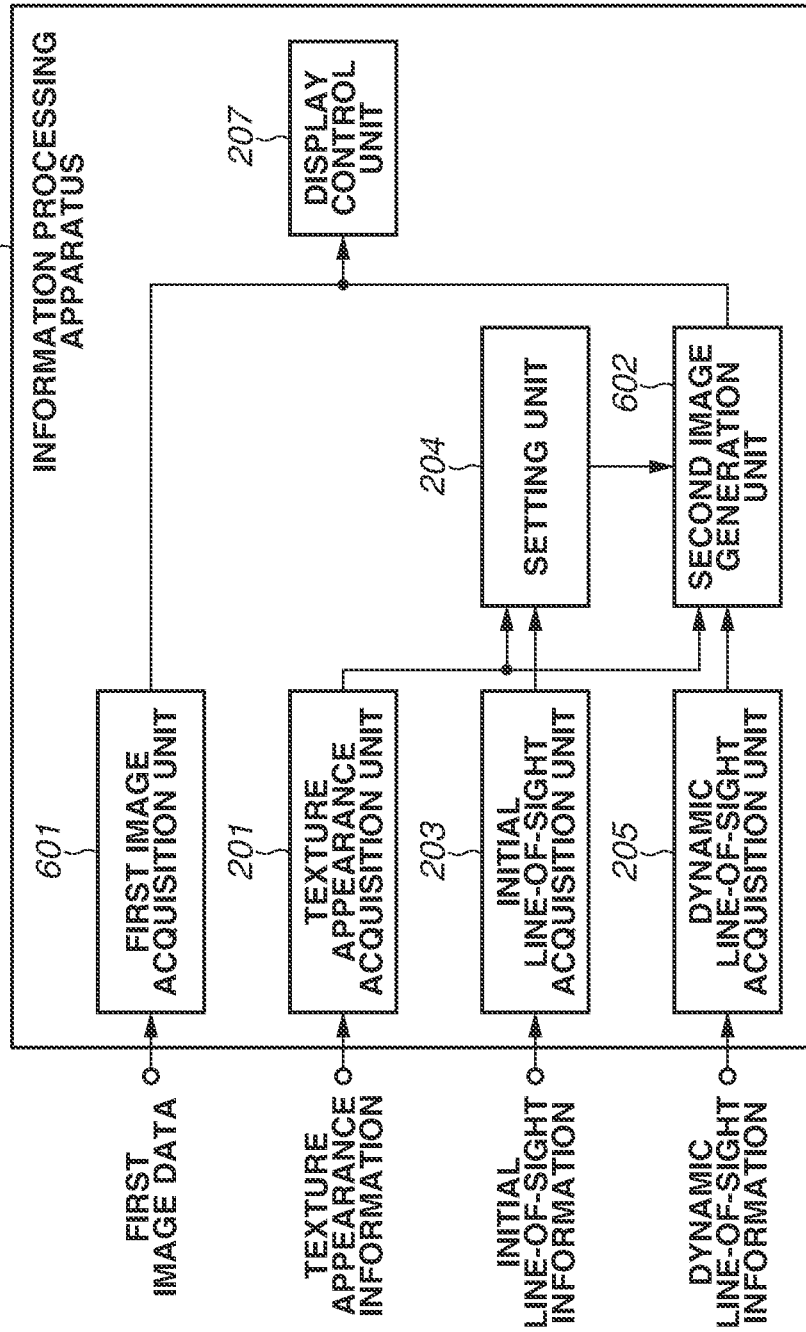 INFORMATION PROCESSING
APPARATUS
FIRST
IMAGE DATA
601
FIRST IMAGE
ACQUISITION UNIT
207
DISPLAY
CONTROL
UNIT
TEXTURE
APPEARANCE
INFORMATION
201
TEXTURE
APPEARANCE
ACQUISITION UNIT
INITIAL
LINE-OF-SIGHT
INFORMATION
203
INITIAL
LINE-OF-SIGHT
ACQUISITION UNIT
204
SETTING UNIT
DYNAMIC
LINE-OF-SIGHT
INFORMATION
205
DYNAMIC
LINE-OF-SIGHT
ACQUISITION UNIT
602
SECOND IMAGE
GENERATION
UNIT